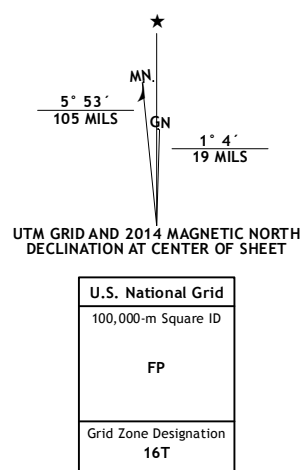 ★
MN.
5° 53´
105 MILS
GN
1° 4´
19 MILS
UTM GRID AND 2014 MAGNETIC NORTH
DECLINATION AT CENTER OF SHEET
U.S. National Grid
100,000-m Square ID
FP
Grid Zone Designation
16T